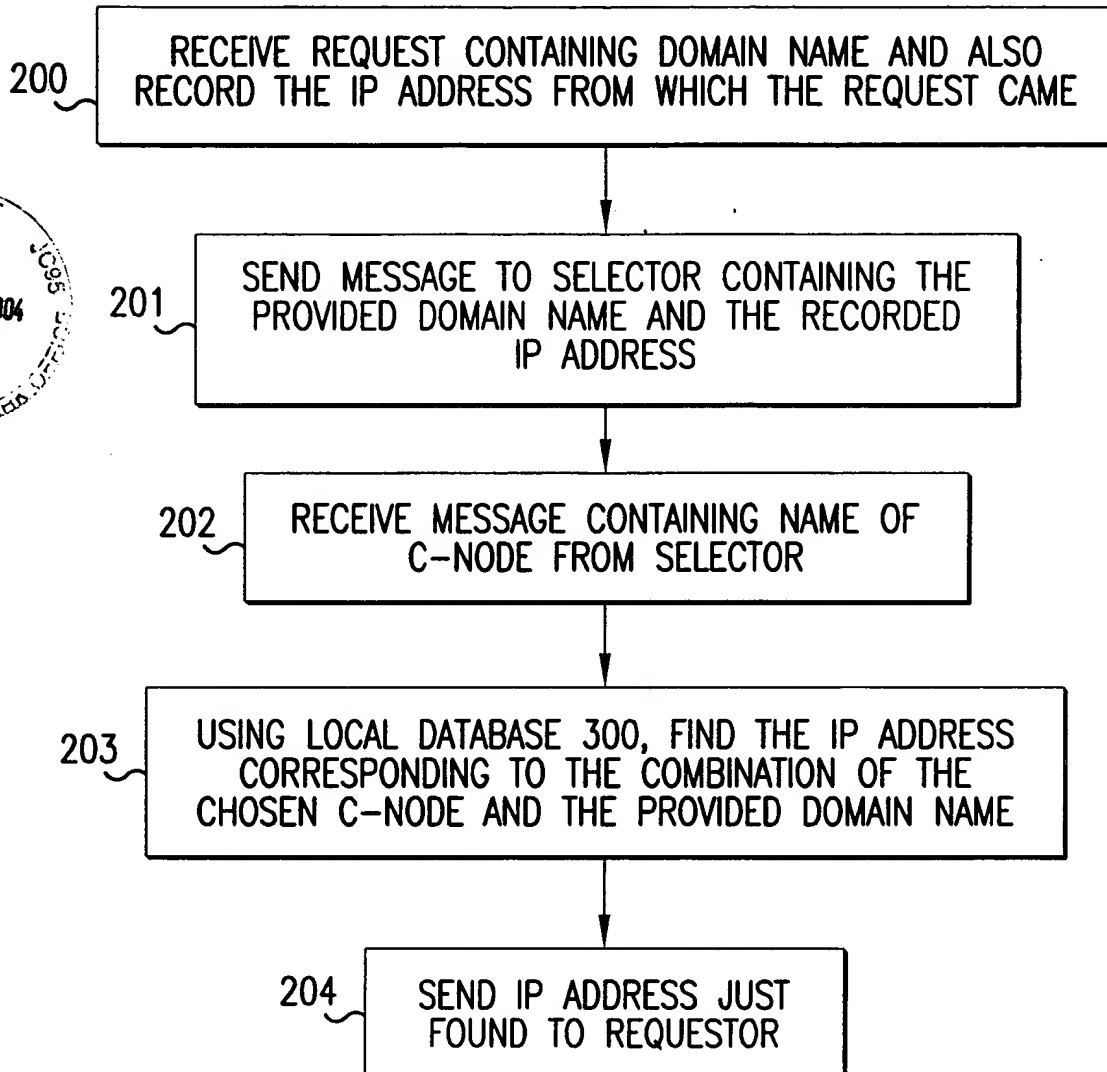 200
RECEIVE REQUEST CONTAINING DOMAIN NAME AND ALSO
RECORD THE IP ADDRESS FROM WHICH THE REQUEST CAME
JC95
201
SEND MESSAGE TO SELECTOR CONTAINING THE
PROVIDED DOMAIN NAME AND THE RECORDED
IP ADDRESS
202
RECEIVE MESSAGE CONTAINING NAME OF
C-NODE FROM SELECTOR
203
USING LOCAL DATABASE 300, FIND THE IP ADDRESS
CORRESPONDING TO THE COMBINATION OF THE
CHOSEN C-NODE AND THE PROVIDED DOMAIN NAME
204
SEND IP ADDRESS JUST
FOUND TO REQUESTOR